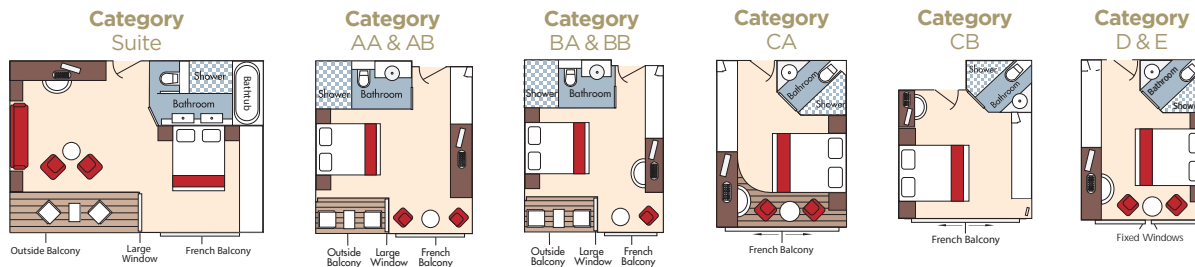 Category
Suite
Shower
Bathtub
Bathroom
Outside Balcony
Large
Window
French Balcony
Category
AA & AB
Shower
Bathroom
Outside
Balcony
Large
Window
French
Balcony
Category
BA & BB
Shower
Bathroom
Outside
Balcony
Large
Window
French
Balcony
Category
CA
Bathroom
Shower
French Balcony
Category
CB
Shower
Bathroom
French Balcony
Category
D & E
Bathroom
Shower
Fixed Windows